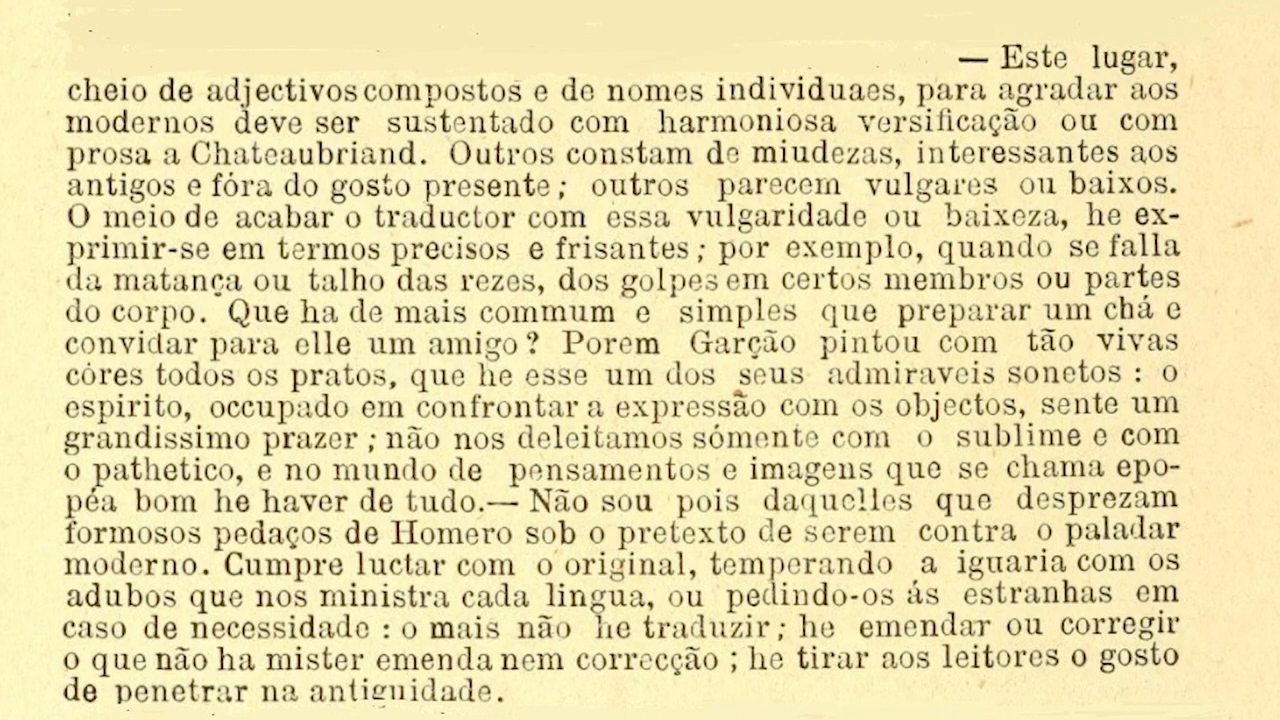 — Este lugar,
cheio de adjectivos compostos e de nomes individuaes, para agradar aos
modernos deve ser sustentado com harmoniosa versificação ou com
prosa a Chateaubriand. Outros constam de miudezas, interessantes aos
antigos e fóra do gosto presente; outros parecem vulgares ou baixos.
O meio de acabar o traductor com essa vulgaridade ou baixeza, he ex-
primir-se em termos precisos e frisantes; por exemplo, quando se falla
da matança ou talho das rezes, dos golpes em certos membros ou partes
do corpo. Que ha de mais commum e simples que preparar um chá e
convidar para elle um amigo? Porem Garção pintou com tão vivas
côres todos os pratos, que he esse um dos seus admiraveis sonetos: o
espirito, occupado em confrontar a expressão com os objectos, sente um
grandissimo prazer; não nos deleitamos sómente com o sublime e com
o pathetico, e no mundo de pensamentos e imagens que se chama epo-
péa bom he haver de tudo.— Não sou pois daquelles que desprezam
formosos pedaços de Homero sob o pretexto de serem contra o paladar
moderno. Cumpre luctar com o original, temperando a iguaria com os
adubos que nos ministra cada lingua, ou pedindo-os ás estranhas em
caso de necessidade: o mais não he traduzir; he emendar ou corregir
o que não ha mister emenda nem correcção; he tirar aos leitores o gosto
de penetrar na antiguidade.